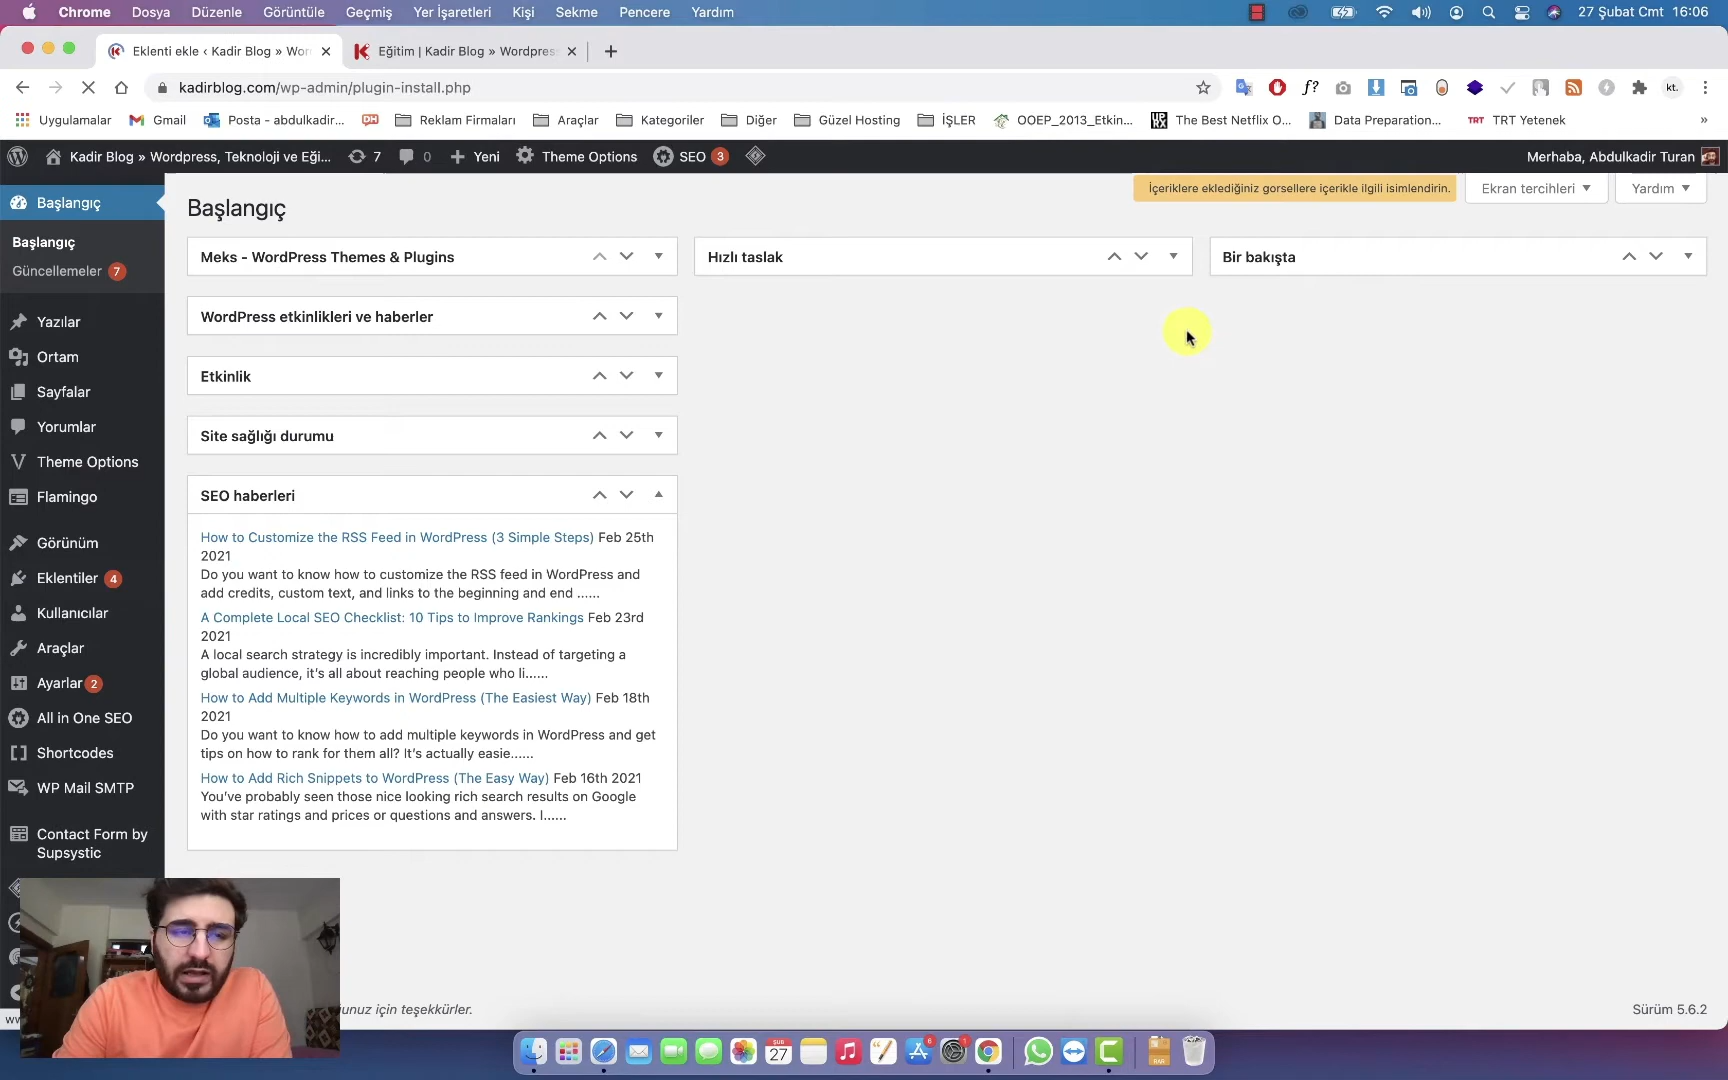 Chrome Dosya Düzenle Görüntüle Geçmiş Yer İşaretleri Kişi Sekme Pencere Yardım 27 Şubat Cmt 16:06
Eklenti ekle ‹ Kadir Blog » Wor Eğitim | Kadir Blog » Wordpres
kadirblog.com/wp-admin/plugin-install.php f? kt.
Uygulamalar Gmail Posta - abdulkadir... DH Reklam Firmaları Araçlar Kategoriler Diğer Güzel Hosting İŞLER OOEP_2013_Etkin... The Best Netflix O... Data Preparation... TRT TRT Yetenek »
Kadir Blog » Wordpress, Teknoloji ve Eği... 7 0 Yeni Theme Options SEO 3 Merhaba, Abdulkadir Turan
İçeriklere eklediğiniz gorsellere içerikle ilgili isimlendirin. Ekran tercihleri Yardım
Başlangıç
Başlangıç
Güncellemeler 7
Yazılar
Ortam
Sayfalar
Yorumlar
Theme Options
Flamingo
Görünüm
Eklentiler 4
Kullanıcılar
Araçlar
Ayarlar 2
All in One SEO
Shortcodes
WP Mail SMTP
Contact Form by
Supsystic
Başlangıç
Meks - WordPress Themes & Plugins
Hızlı taslak
Bir bakışta
WordPress etkinlikleri ve haberler
Etkinlik
Site sağlığı durumu
SEO haberleri
How to Customize the RSS Feed in WordPress (3 Simple Steps) Feb 25th
2021
Do you want to know how to customize the RSS feed in WordPress and
add credits, custom text, and links to the beginning and end ......
A Complete Local SEO Checklist: 10 Tips to Improve Rankings Feb 23rd
2021
A local search strategy is incredibly important. Instead of targeting a
global audience, it's all about reaching people who li......
How to Add Multiple Keywords in WordPress (The Easiest Way) Feb 18th
2021
Do you want to know how to add multiple keywords in WordPress and get
tips on how to rank for them all? It's actually easie......
How to Add Rich Snippets to WordPress (The Easy Way) Feb 16th 2021
You've probably seen those nice looking rich search results on Google
with star ratings and prices or questions and answers. I......
için teşekkürler.
Sürüm 5.6.2
27